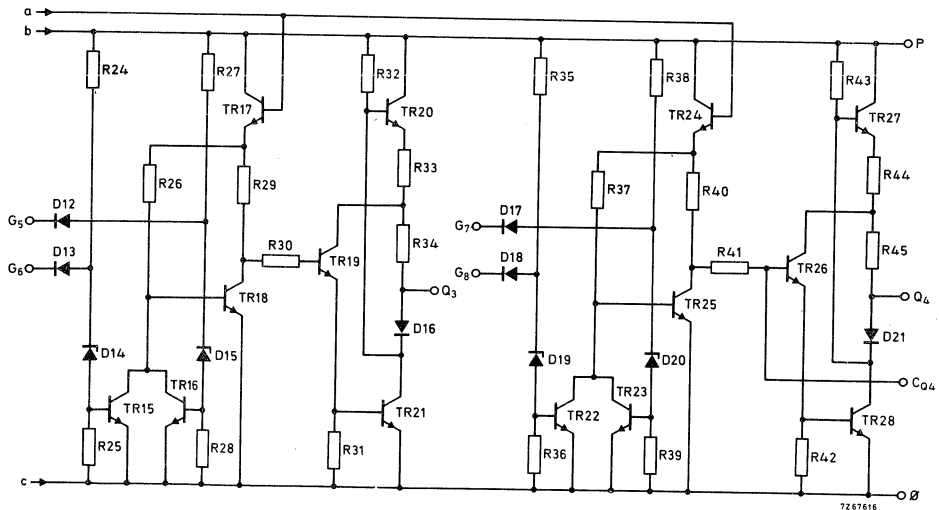 a
b
P
R24
R27
R32
R35
R38
R43
TR17
TR20
TR24
TR27
R26
R29
R33
R37
R40
R44
D12
G5
D17
G7
D13
G6
R30
TR19
R34
D18
G8
R41
TR26
R45
TR18
Q3
TR25
Q4
D14
D15
D16
D19
D20
D21
TR16
TR23
CQ4
TR15
TR21
TR22
TR28
R25
R28
R31
R36
R39
R42
c
Ø
7Z67616